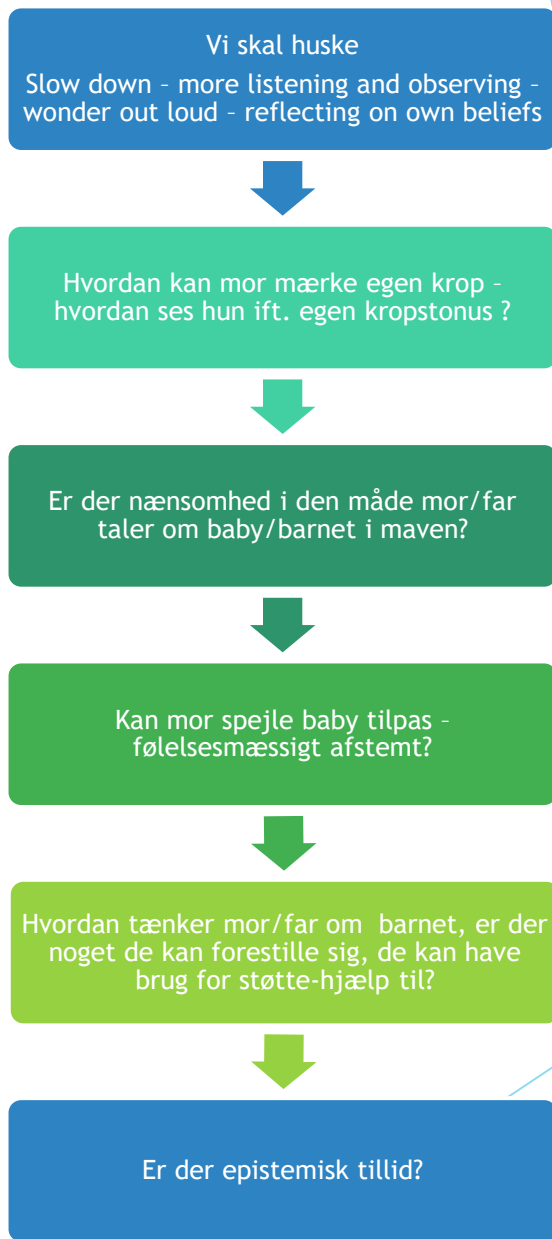 Vi skal huske
Slow down – more listening and observing –
wonder out loud – reflecting on own beliefs
Hvordan kan mor mærke egen krop –
hvordan ses hun ift. egen kropstonus ?
Er der nænsomhed i den måde mor/far
taler om baby/barnet i maven?
Kan mor spejle baby tilpas –
følelsesmæssigt afstemt?
Hvordan tænker mor/far om  barnet, er der
noget de kan forestille sig, de kan have
brug for støtte-hjælp til?
Er der epistemisk tillid?